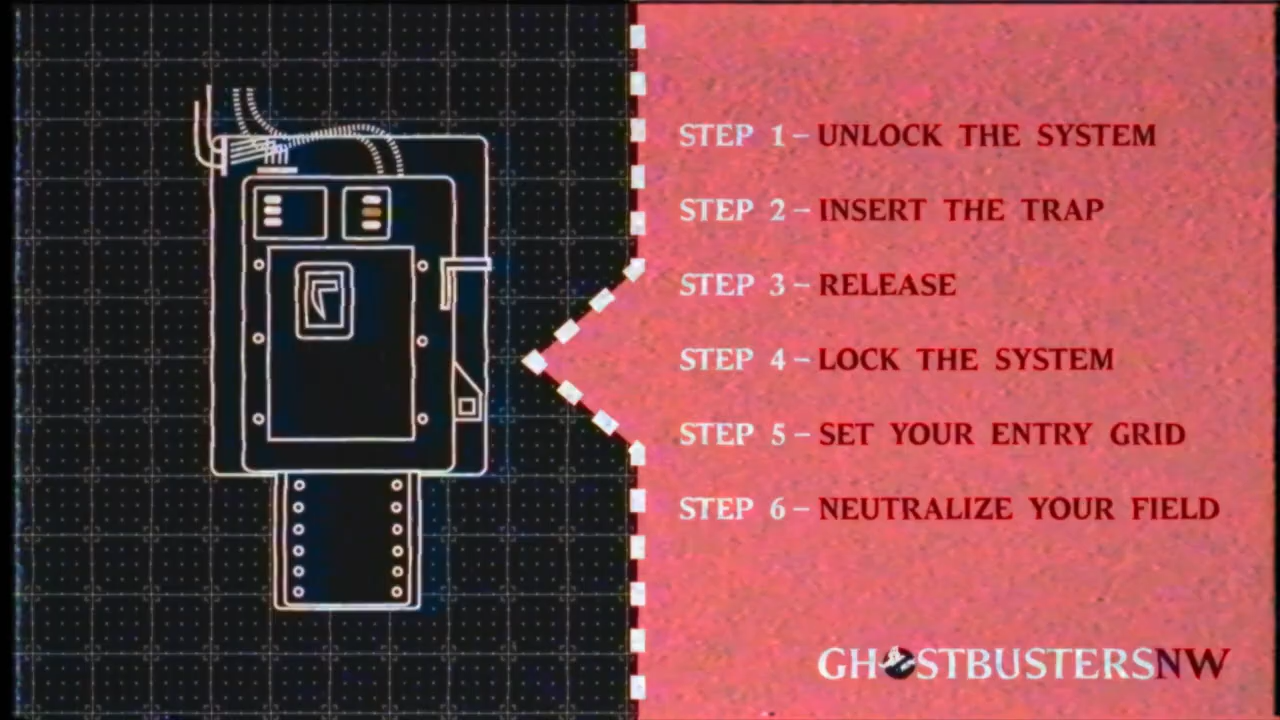 STEP 1 – UNLOCK THE SYSTEM
STEP 2 – INSERT THE TRAP
STEP 3 – RELEASE
STEP 4 – LOCK THE SYSTEM
STEP 5 – SET YOUR ENTRY GRID
STEP 6 – NEUTRALIZE YOUR FIELD
GHOSTBUSTERSNW